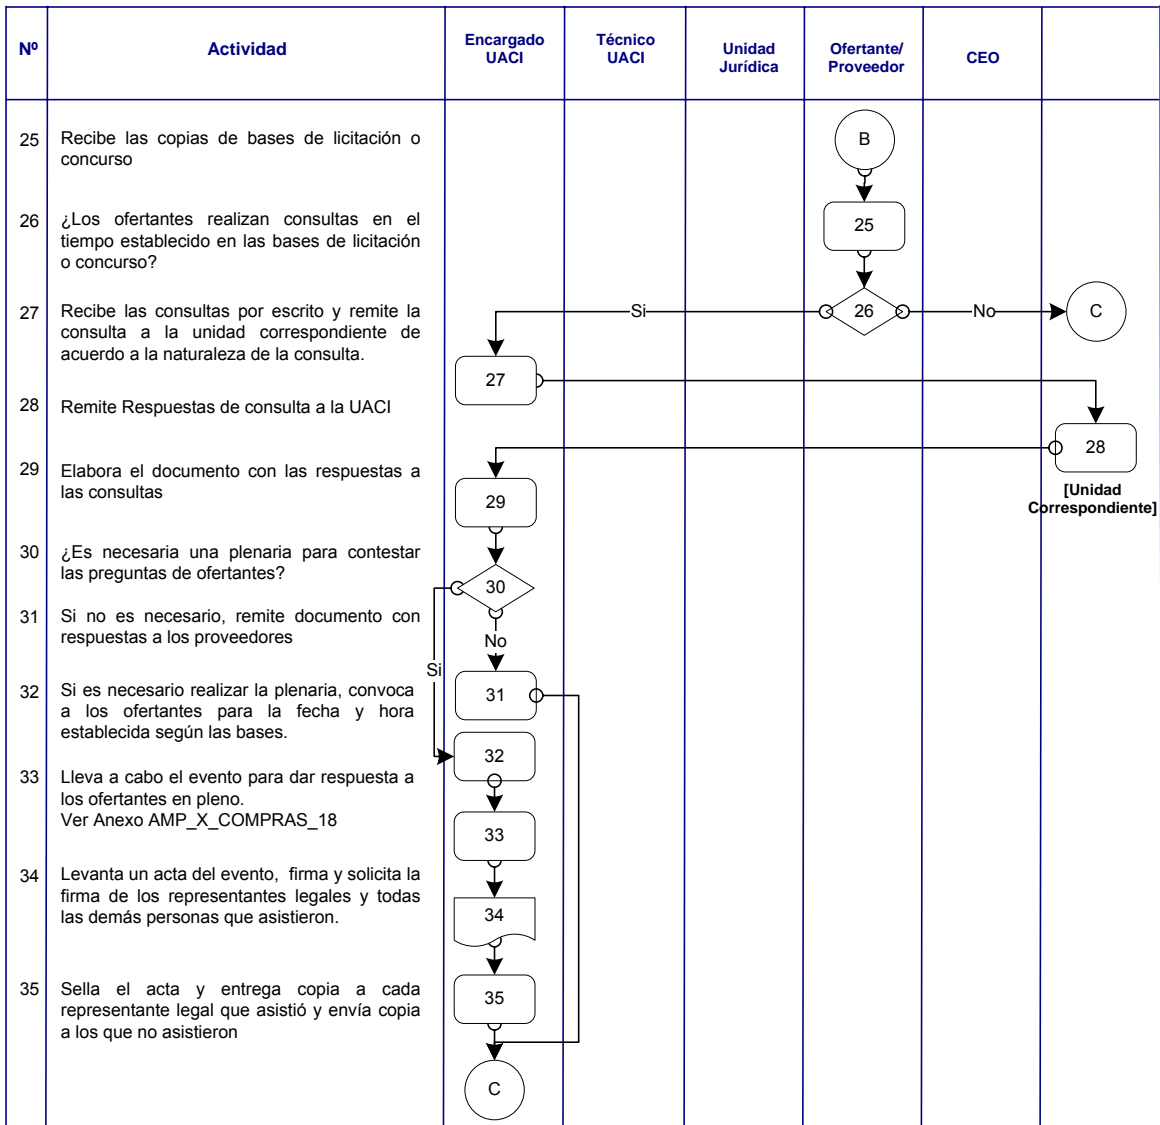 Nº
Actividad
Encargado
UACI
Técnico
UACI
Unidad
Jurídica
Ofertante/
Proveedor
CEO
25
Recibe las copias de bases de licitación o
concurso
26
¿Los ofertantes realizan consultas en el
tiempo establecido en las bases de licitación
o concurso?
27
Recibe las consultas por escrito y remite la
consulta a la unidad correspondiente de
acuerdo a la naturaleza de la consulta.
28
Remite Respuestas de consulta a la UACI
29
Elabora el documento con las respuestas a
las consultas
30
¿Es necesaria una plenaria para contestar
las preguntas de ofertantes?
31
Si no es necesario, remite documento con
respuestas a los proveedores
32
Si es necesario realizar la plenaria, convoca
a los ofertantes para la fecha y hora
establecida según las bases.
33
Lleva a cabo el evento para dar respuesta a
los ofertantes en pleno.
Ver Anexo AMP_X_COMPRAS_18
34
Levanta un acta del evento, firma y solicita la
firma de los representantes legales y todas
las demás personas que asistieron.
35
Sella el acta y entrega copia a cada
representante legal que asistió y envía copia
a los que no asistieron
B
25
Si
26
No
C
27
28
[Unidad
Correspondiente]
29
30
No
Si
31
32
33
34
35
C